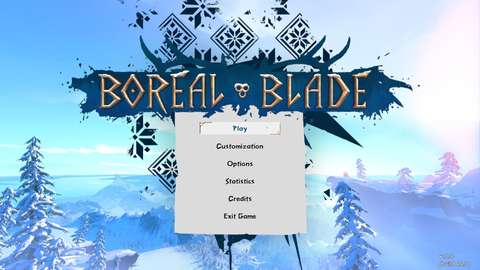 BOREAL BLADE
Play
Customization
Options
Statistics
Credits
Exit Game